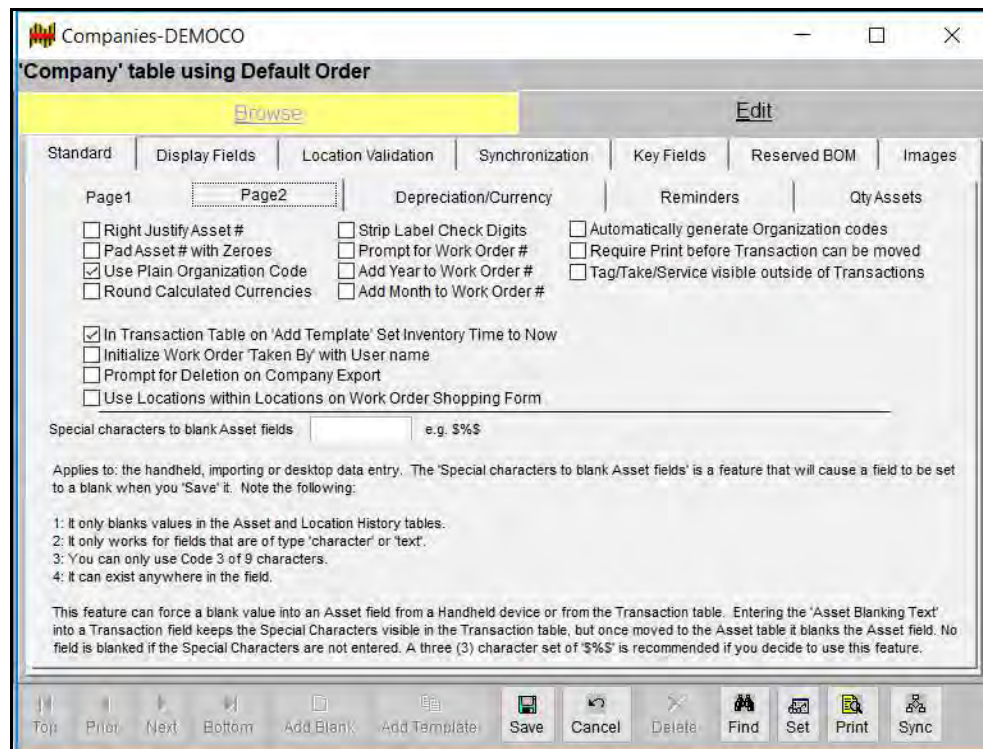 Companies-DEMOCO
'Company' table using Default Order
Browse
Edit
Standard
Display Fields
Location Validation
Synchronization
Key Fields
Reserved BOM
Images
Page1
Page2
Depreciation/Currency
Reminders
Qty Assets
Right Justify Asset #
Pad Asset # with Zeroes
Use Plain Organization Code
Round Calculated Currencies
Strip Label Check Digits
Prompt for Work Order #
Add Year to Work Order #
Add Month to Work Order #
Automatically generate Organization codes
Require Print before Transaction can be moved
Tag/Take/Service visible outside of Transactions
In Transaction Table on 'Add Template' Set Inventory Time to Now
Initialize Work Order 'Taken By' with User name
Prompt for Deletion on Company Export
Use Locations within Locations on Work Order Shopping Form
Special characters to blank Asset fields
e.g. $%$
Applies to: the handheld, importing or desktop data entry. The 'Special characters to blank Asset fields' is a feature that will cause a field to be set
to a blank when you 'Save' it. Note the following:
1: It only blanks values in the Asset and Location History tables.
2: It only works for fields that are of type 'character' or 'text'.
3: You can only use Code 3 of 9 characters.
4: It can exist anywhere in the field.
This feature can force a blank value into an Asset field from a Handheld device or from the Transaction table. Entering the 'Asset Blanking Text'
into a Transaction field keeps the Special Characters visible in the Transaction table, but once moved to the Asset table it blanks the Asset field. No
field is blanked if the Special Characters are not entered. A three (3) character set of '$%$' is recommended if you decide to use this feature.
Top
Prior
Next
Bottom
Add Blank
Add Template
Save
Cancel
Delete
Find
Set
Print
Sync